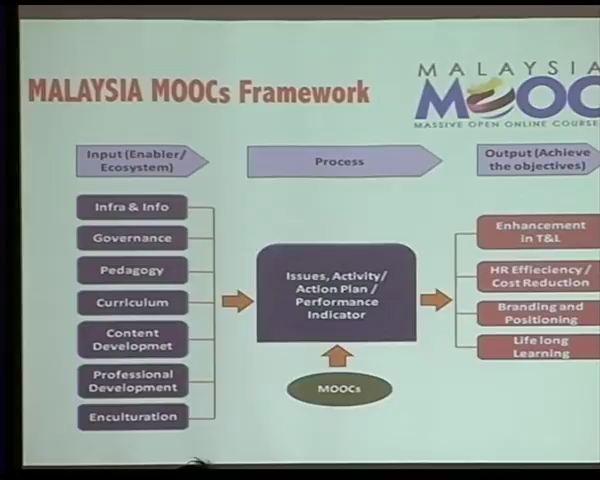 MALAYSIA MOOCs Framework
MALAYSIA
MOOC
MASSIVE OPEN ONLINE COURSE
Input (Enabler/
Ecosystem)
Process
Output (Achieve
the objectives)
Infra & Info
Governance
Pedagogy
Curriculum
Content
Developmet
Professional
Development
Enculturation
Issues, Activity/
Action Plan /
Performance
Indicator
MOOCs
Enhancement
in T&L
HR Effieciency /
Cost Reduction
Branding and
Positioning
Life long
Learning